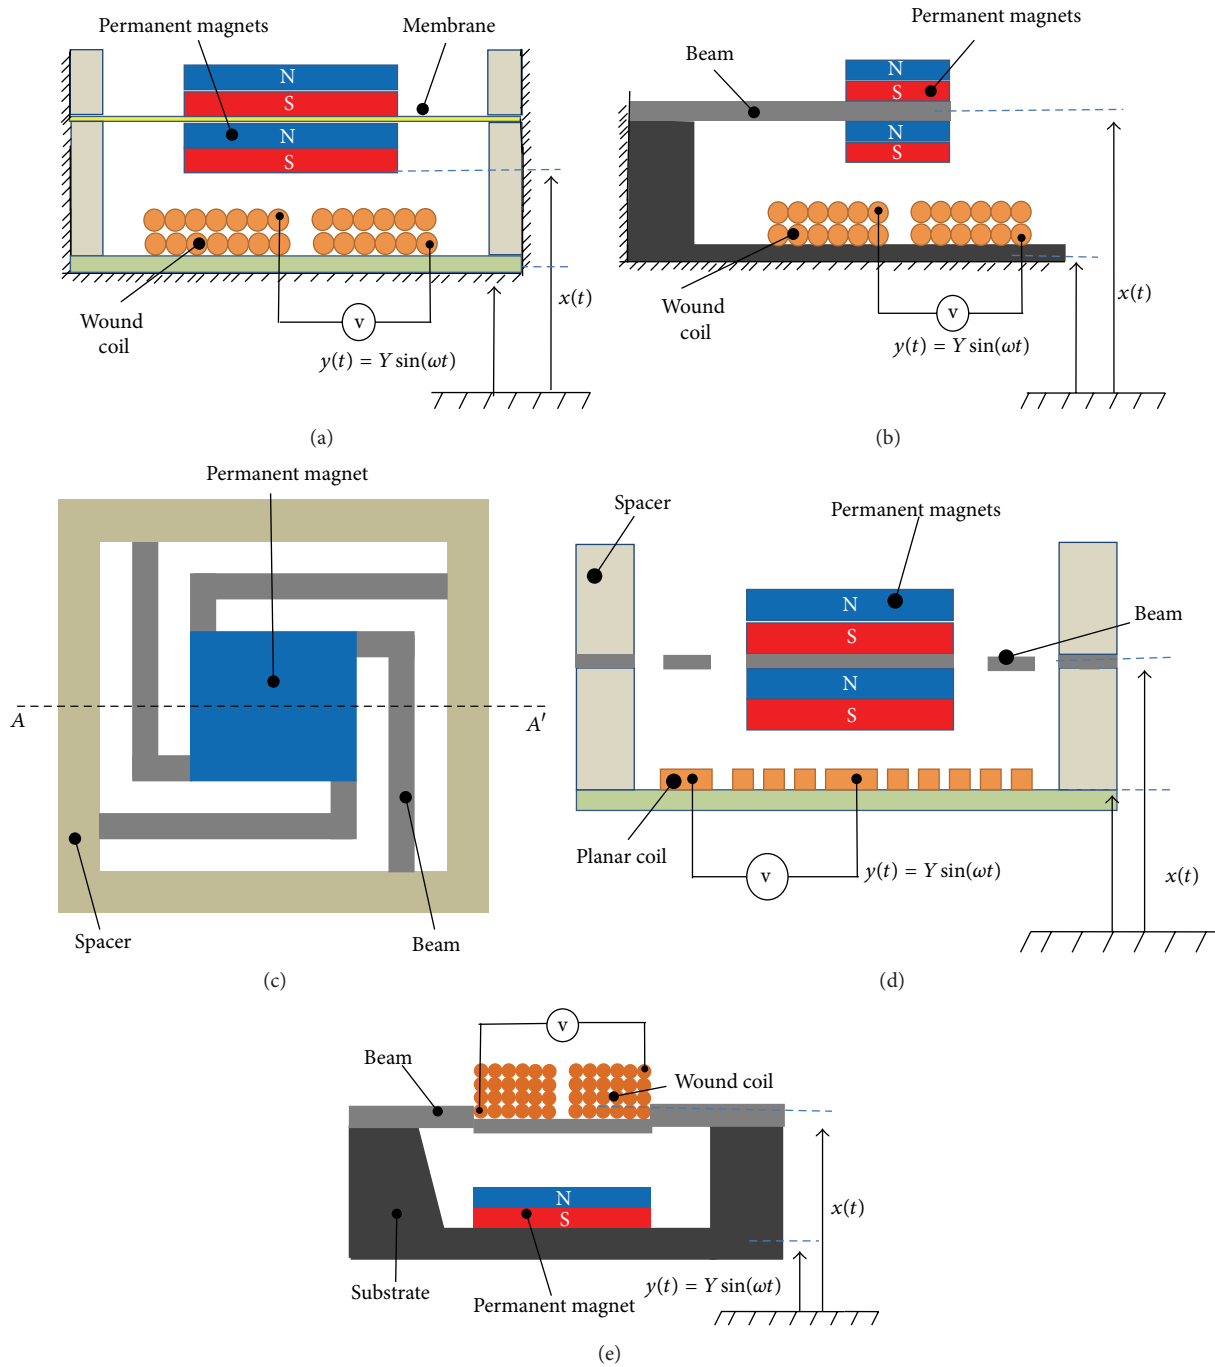 Permanent magnets
Membrane
N
S
N
S
Wound
coil
v
x(t)
y(t) = Y sin(ωt)
(a)
Permanent magnets
Beam
N
S
N
S
Wound
coil
v
x(t)
y(t) = Y sin(ωt)
(b)
Permanent magnet
A
A′
Spacer
Beam
(c)
Spacer
Permanent magnets
N
S
N
S
Beam
Planar coil
v
y(t) = Y sin(ωt)
x(t)
(d)
v
Beam
Wound coil
N
S
x(t)
Substrate
Permanent magnet
y(t) = Y sin(ωt)
(e)